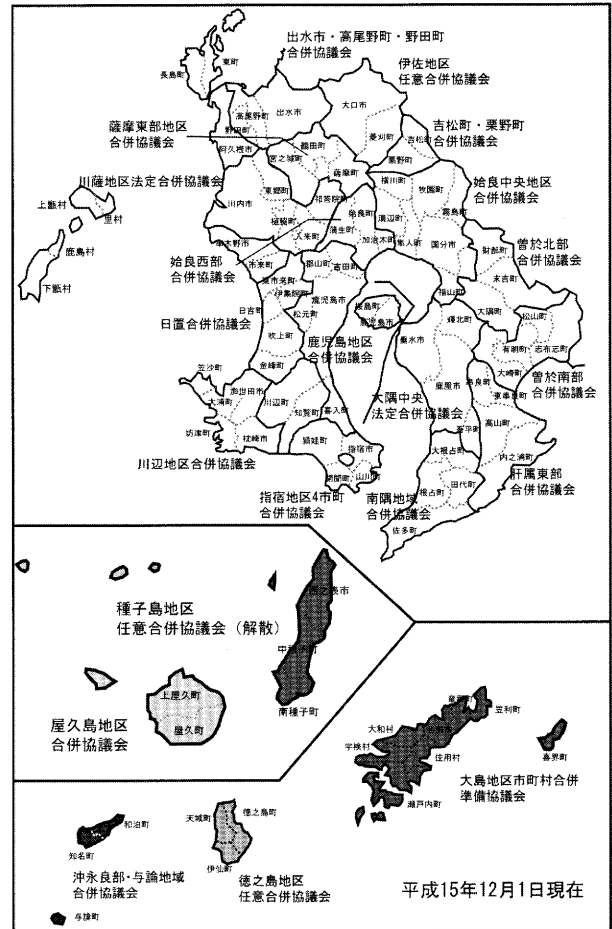 出水市・高尾野町・野田町
合併協議会
伊佐地区
任意合併協議会
東町
長島町
薩摩東部地区
合併協議会
高尾野町
出水市
野田町
阿久根市
大口市
菱刈町
吉松町・栗野町
合併協議会
吉松町
栗野町
鶴田町
宮之城町
薩摩町
川薩地区法定合併協議会
川内市
東郷町
祁答院町
樋脇町
入来町
上甑村
里村
鹿島村
下甑村
姶良中央地区
合併協議会
横川町
牧園町
霧島町
溝辺町
隼人町
国分市
福山町
姶良町
蒲生町
加治木町
姶良西部
合併協議会
串木野市
市来町
東市来町
伊集院町
郡山町
吉田町
曽於北部
合併協議会
財部町
末吉町
大隅町
日置合併協議会
日吉町
松元町
吹上町
金峰町
鹿児島市
桜島町
鹿児島市
鹿児島地区
合併協議会
垂水市
輝北町
松山町
有明町
志布志町
大崎町
曽於南部
合併協議会
笠沙町
加世田市
大浦町
川辺町
知覧町
喜入町
坊津町
枕崎市
川辺地区合併協議会
大隅中央
法定合併協議会
鹿屋市
串良町
東串良町
吾平町
高山町
内之浦町
肝属東部
合併協議会
頴娃町
指宿市
開聞町
山川町
指宿地区4市町
合併協議会
南隅地域
合併協議会
大根占町
田代町
根占町
佐多町
種子島地区
任意合併協議会(解散)
西之表市
中種子町
南種子町
上屋久町
屋久町
屋久島地区
合併協議会
笠利町
大和村
宇検村
住用村
瀬戸内町
喜界町
大島地区市町村合併
準備協議会
和泊町
知名町
沖永良部・与論地域
合併協議会
与論町
天城町
徳之島町
伊仙町
徳之島地区
任意合併協議会
平成15年12月1日現在